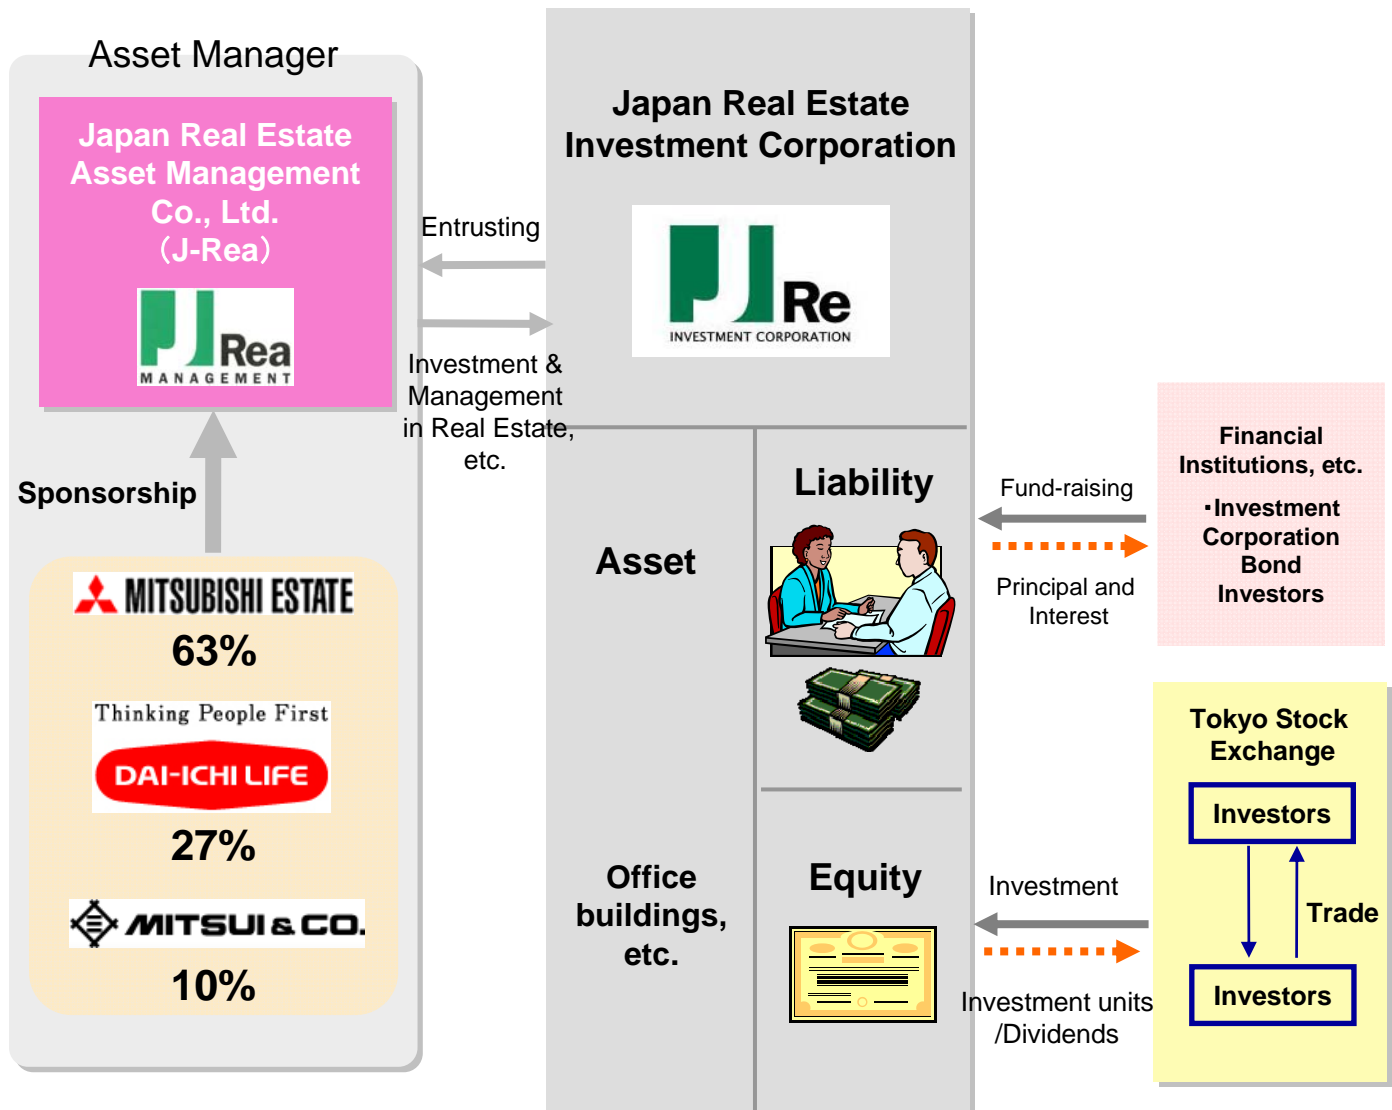 Asset Manager
Japan Real Estate
Asset Management
Co., Ltd.
（J-Rea）
Rea
MANAGEMENT
Sponsorship
MITSUBISHI ESTATE
63%
Thinking People First
DAI-ICHI LIFE
27%
MITSUI & CO.
10%
Entrusting
Investment &
Management
in Real Estate,
etc.
Japan Real Estate
Investment Corporation
Re
INVESTMENT CORPORATION
Asset
Office
buildings,
etc.
Liability
Equity
Fund-raising
Principal and
Interest
Investment
Investment units
/Dividends
Financial
Institutions, etc.
・Investment
Corporation
Bond
Investors
Tokyo Stock
Exchange
Investors
Trade
Investors